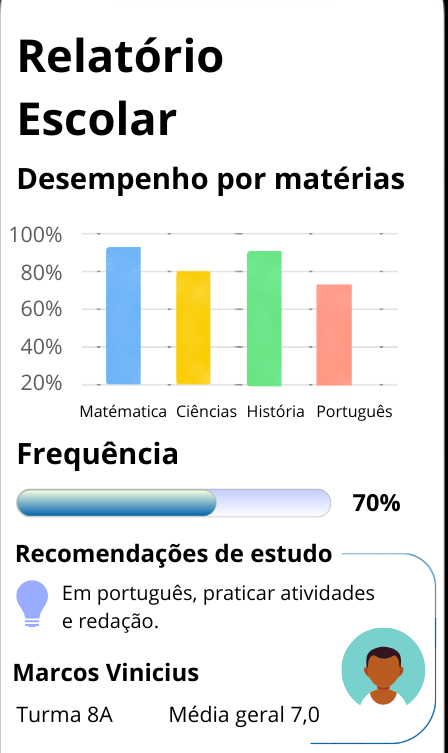 Relatório
Escolar
Desempenho por matérias
100%
80%
60%
40%
20%
Matématica Ciências História Português
Frequência
70%
Recomendações de estudo
Em português, praticar atividades
e redação.
Marcos Vinicius
Turma 8A Média geral 7,0